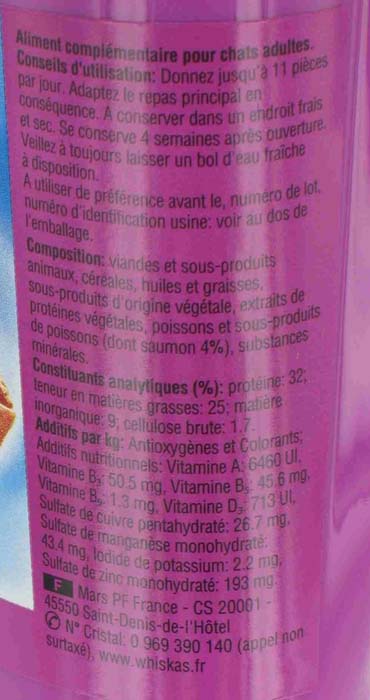 Aliment complémentaire pour chats adultes.
Conseils d'utilisation: Donnez jusqu'à 11 pièces
par jour. Adaptez le repas principal en
conséquence. A conserver dans un endroit frais
et sec. Se conserve 4 semaines après ouverture.
Veillez à toujours laisser un bol d'eau fraîche
à disposition.
A utiliser de préférence avant le, numéro de lot,
numéro d'identification usine: voir au dos de
l'emballage.
Composition: viandes et sous-produits
animaux, céréales, huiles et graisses,
sous-produits d'origine végétale, extraits de
protéines végétales, poissons et sous-produits
de poissons (dont saumon 4%), substances
minérales.
Constituants analytiques (%): protéine: 32;
teneur en matières grasses: 25; matière
inorganique: 9; cellulose brute: 1.7.
Additifs par kg: Antioxygènes et Colorants;
Additifs nutritionnels: Vitamine A: 6460 UI,
Vitamine 50.5 mg, Vitamine 45.6 mg,
Vitamine 1.3 mg, Vitamine D₃: 713 UI,
Sulfate de cuivre pentahydraté: 26.7 mg,
Sulfate de manganèse monohydraté:
43.4 mg, Iodide de potassium: 2.2 mg,
Sulfate de zinc monohydraté: 193 mg.
F Mars PF France - CS 20001 -
45550 Saint-Denis-de-l'Hôtel
N° Cristal: 0 969 390 140 (appel non
surtaxé), www.whiskas.fr